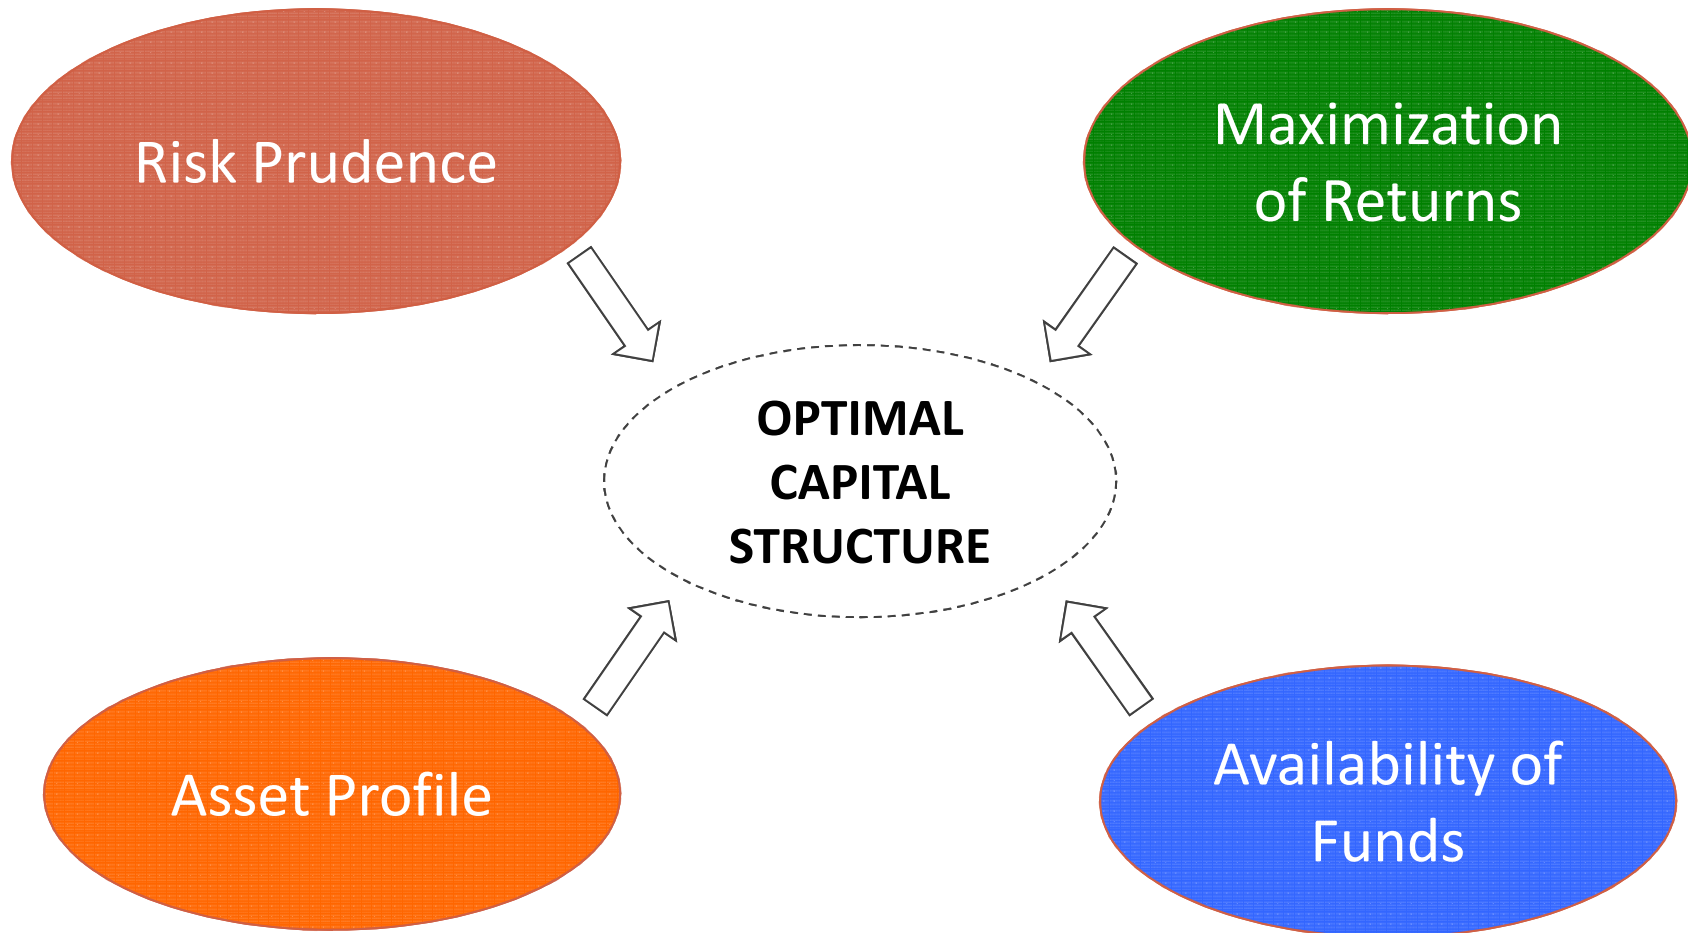 Risk Prudence
Maximization
of Returns
OPTIMAL
CAPITAL
STRUCTURE
Asset Profile
Availability of
Funds